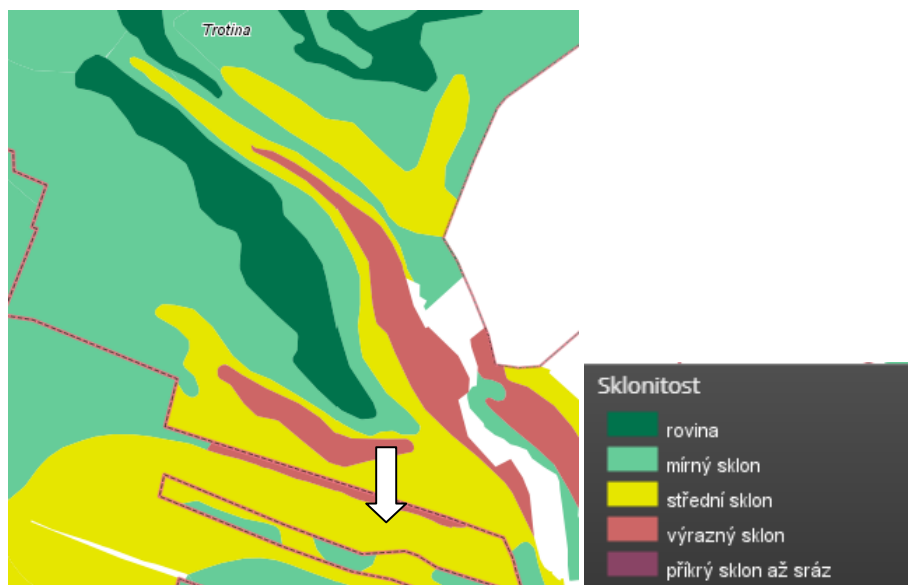 Trotina
Sklonitost
rovina
mírný sklon
střední sklon
výrazný sklon
příkrý sklon až sráz